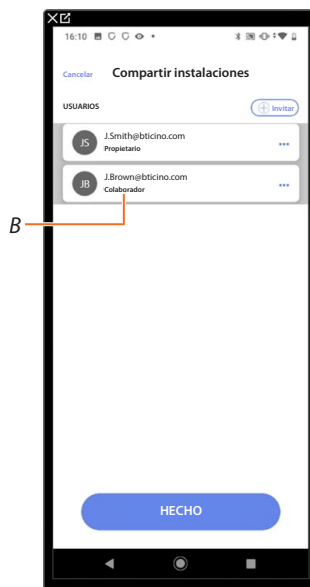 16:10
Cancelar Compartir instalaciones
USUARIOS Invitar
JS J.Smith@bticino.com
Propietario
JB J.Brown@bticino.com
Colaborador
B
HECHO